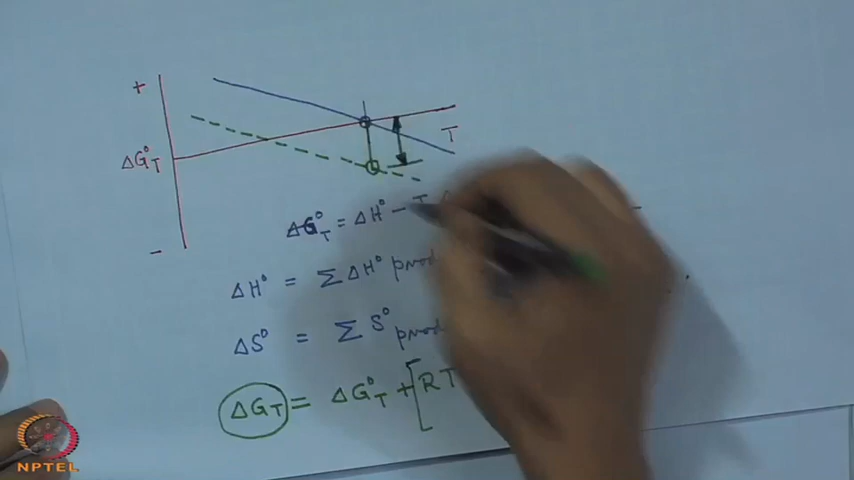 +
ΔG°T
T
−
ΔG°T = ΔH° − T
ΔH° = Σ ΔH° prod
ΔS° = Σ S° prod
ΔGT = ΔG°T + [RT
NPTEL